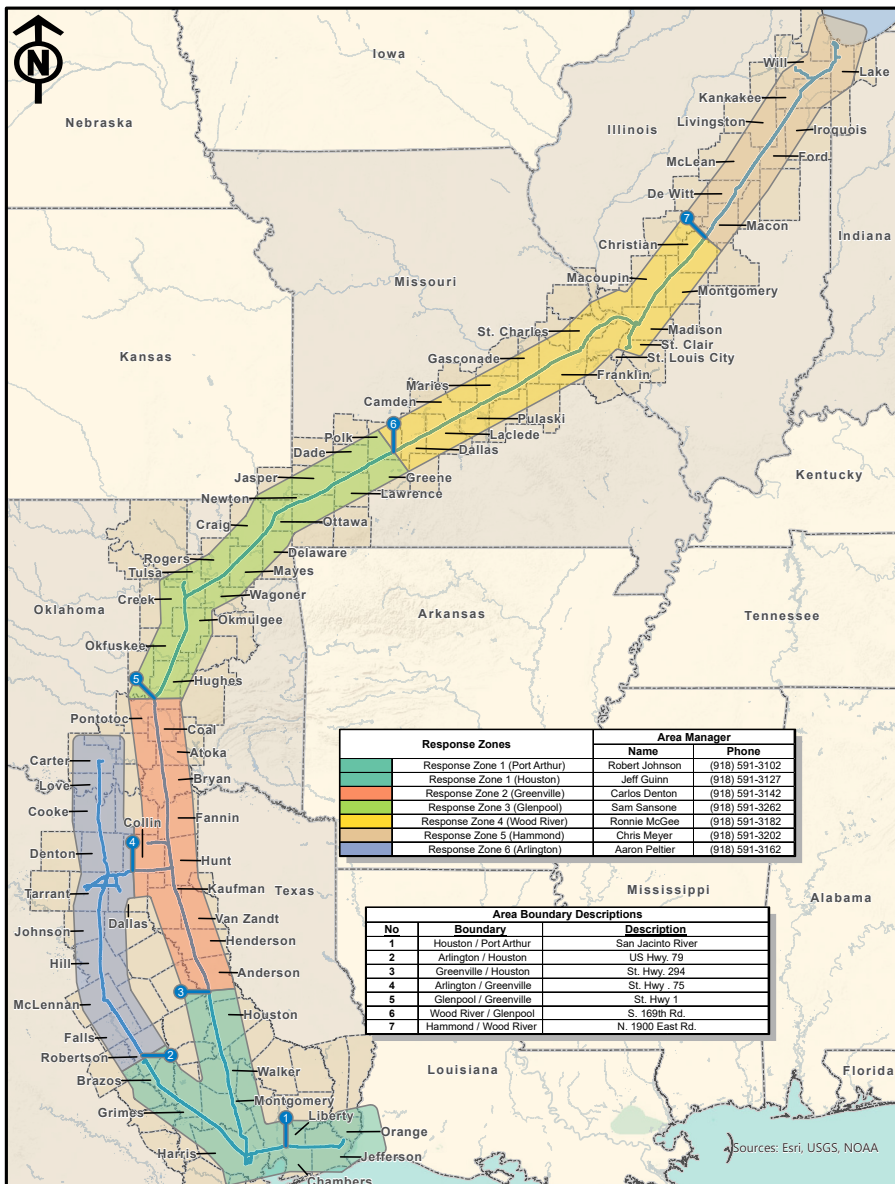 N
Iowa
Will
Lake
Kankakee
Nebraska
Livingston
Illinois
Iroquois
McLean
Ford
De Witt
7
Macon
Indiana
Christian
Missouri
Macoupin
Montgomery
St. Charles
Madison
St. Clair
Kansas
Gasconade
St. Louis City
Franklin
Maries
Camden
6
Pulaski
Polk
Laclede
Dade
Dallas
Kentucky
Jasper
Greene
Newton
Lawrence
Craig
Ottawa
Rogers
Delaware
Tulsa
Mayes
Oklahoma
Creek
Wagoner
Arkansas
Tennessee
Okmulgee
Okfuskee
5
Hughes
Pontotoc
Coal
Atoka
Carter
Bryan
Love
Cooke
Fannin
Collin
4
Denton
Hunt
Tarrant
Kaufman
Texas
Mississippi
Alabama
Dallas
Van Zandt
Johnson
Henderson
Hill
Anderson
3
McLennan
Houston
Falls
Robertson
2
Walker
Louisiana
Florida
Brazos
Montgomery
Grimes
1
Liberty
Orange
Harris
Jefferson
Chambers
Response Zones Area Manager
Name Phone
Response Zone 1 (Port Arthur) Robert Johnson (918) 591-3102
Response Zone 1 (Houston) Jeff Guinn (918) 591-3127
Response Zone 2 (Greenville) Carlos Denton (918) 591-3142
Response Zone 3 (Glenpool) Sam Sansone (918) 591-3262
Response Zone 4 (Wood River) Ronnie McGee (918) 591-3182
Response Zone 5 (Hammond) Chris Meyer (918) 591-3202
Response Zone 6 (Arlington) Aaron Peltier (918) 591-3162
Area Boundary Descriptions
No Boundary Description
1 Houston / Port Arthur San Jacinto River
2 Arlington / Houston US Hwy. 79
3 Greenville / Houston St. Hwy. 294
4 Arlington / Greenville St. Hwy . 75
5 Glenpool / Greenville St. Hwy 1
6 Wood River / Glenpool S. 169th Rd.
7 Hammond / Wood River N. 1900 East Rd.
Sources: Esri, USGS, NOAA